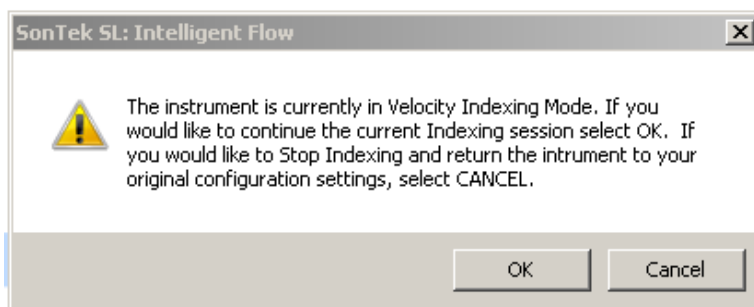 SonTek SL: Intelligent Flow
The instrument is currently in Velocity Indexing Mode. If you
would like to continue the current Indexing session select OK. If
you would like to Stop Indexing and return the intrument to your
original configuration settings, select CANCEL.
OK
Cancel